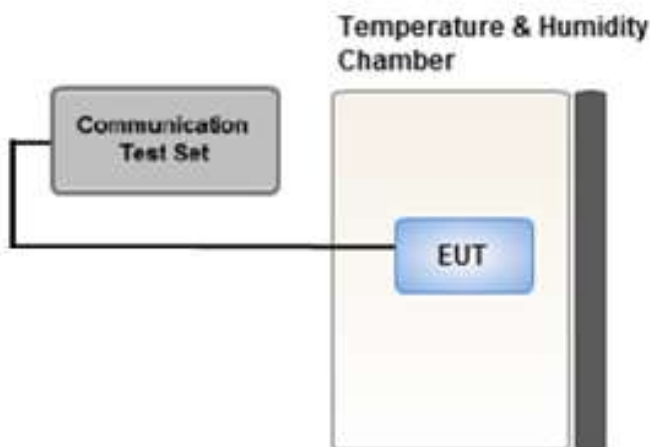 Temperature & Humidity
Chamber
Communication
Test Set
EUT